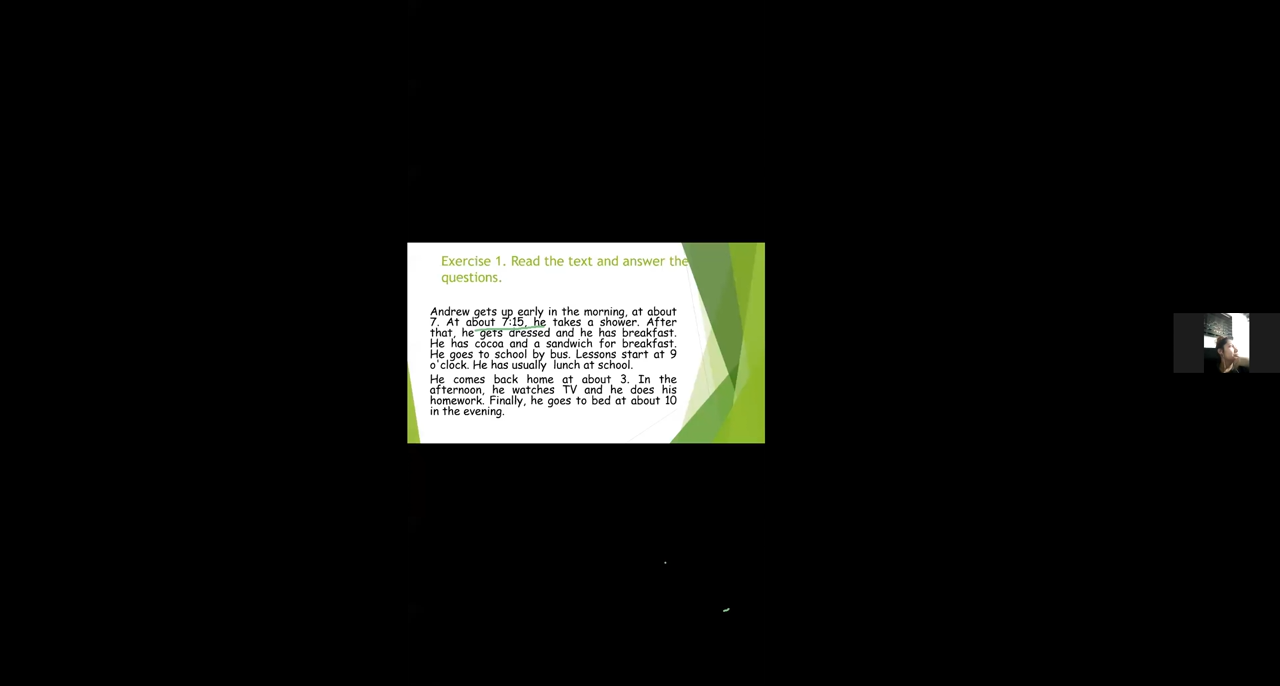 Exercise 1. Read the text and answer the
questions.
Andrew gets up early in the morning, at about
7. At about 7:15, he takes a shower. After
that, he gets dressed and he has breakfast.
He has cocoa and a sandwich for breakfast.
He goes to school by bus. Lessons start at 9
o'clock. He has usually lunch at school.
He comes back home at about 3. In the
afternoon, he watches TV and he does his
homework. Finally, he goes to bed at about 10
in the evening.